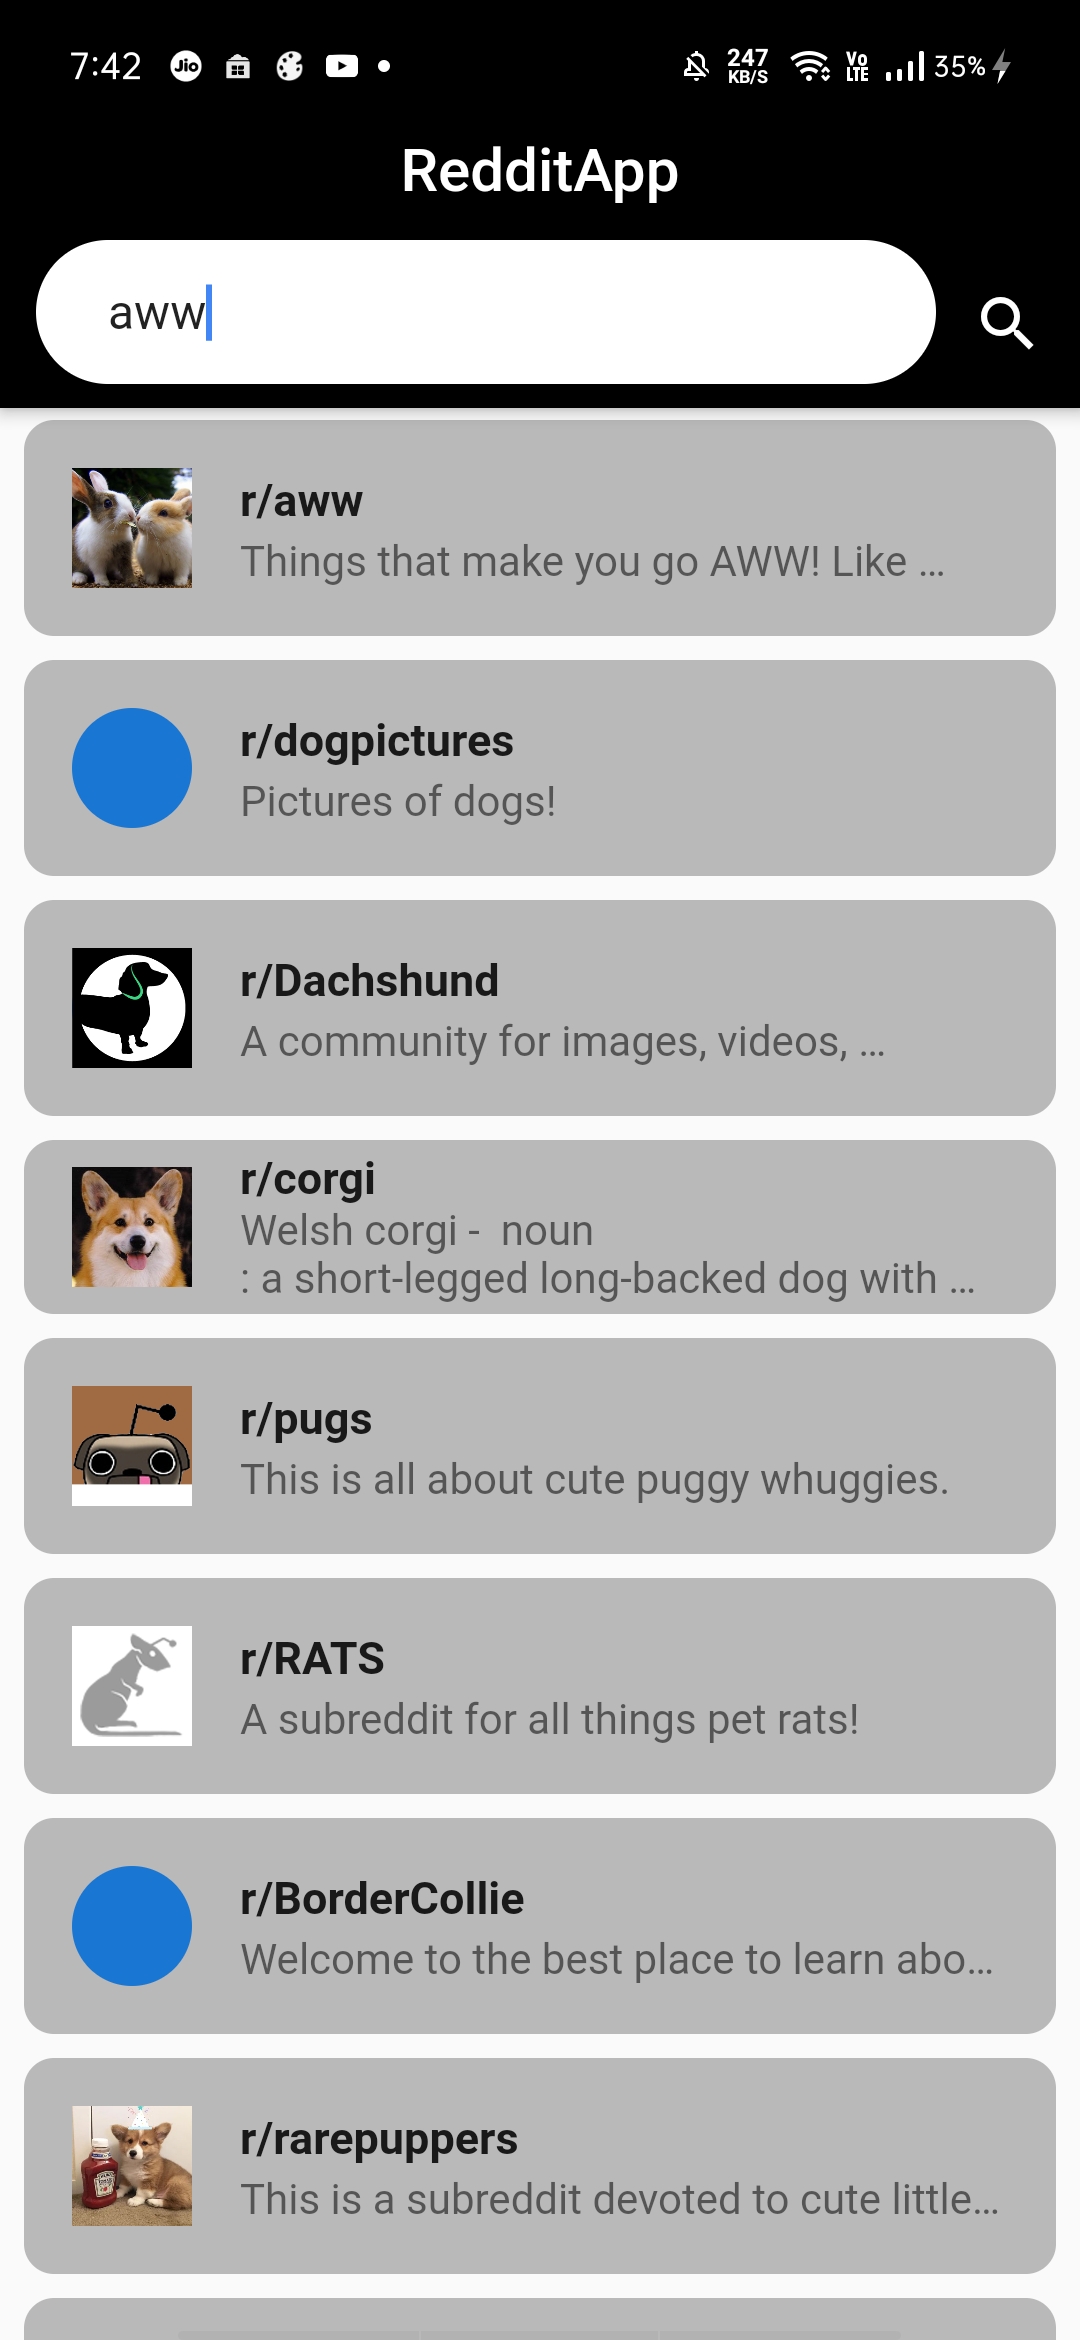 7:42 Jio 247 KB/S Vo LTE 35%
RedditApp
aww
r/aww
Things that make you go AWW! Like ...
r/dogpictures
Pictures of dogs!
r/Dachshund
A community for images, videos, ...
r/corgi
Welsh corgi -  noun
: a short-legged long-backed dog with ...
r/pugs
This is all about cute puggy whuggies.
r/RATS
A subreddit for all things pet rats!
r/BorderCollie
Welcome to the best place to learn abo...
r/rarepuppers
This is a subreddit devoted to cute little...